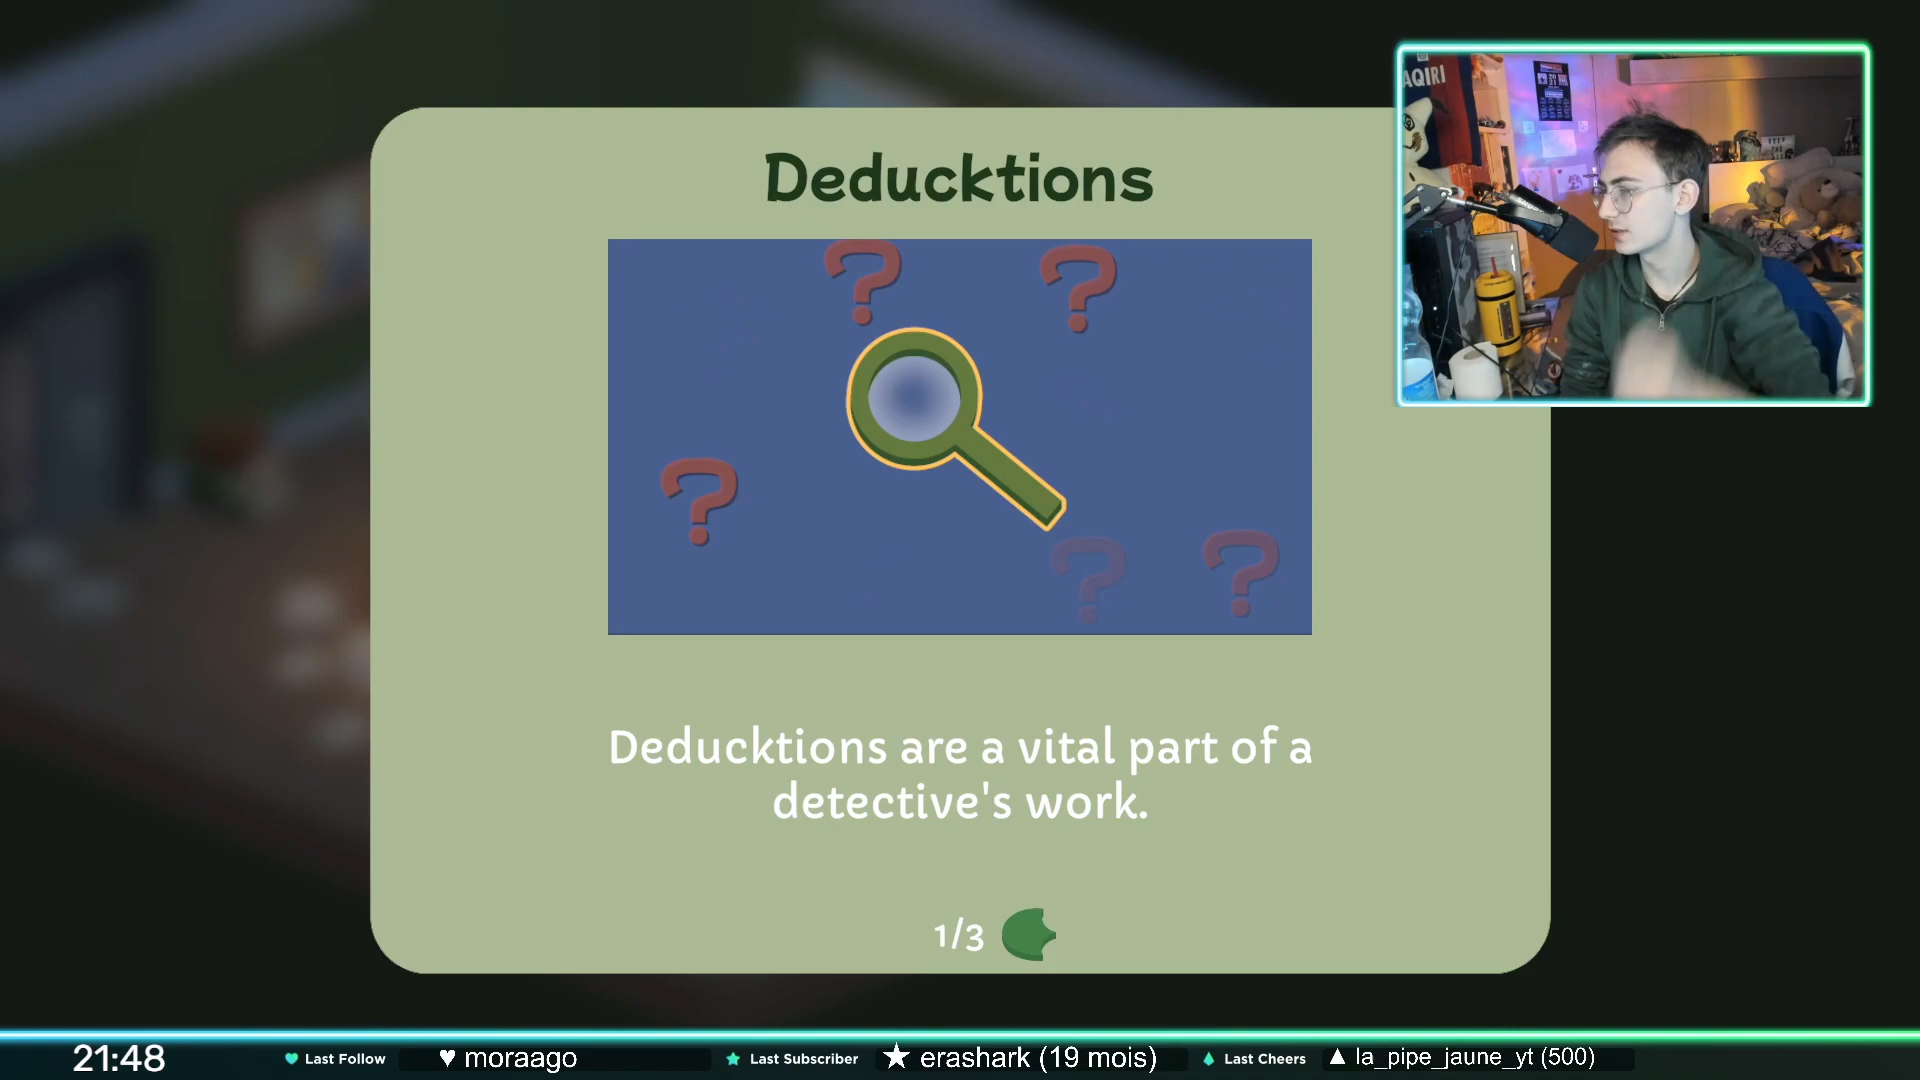 Deducktions
? ?
?
? ?
Deducktions are a vital part of a
detective's work.
1/3
AQIRI
21:48 Last Follow ♥ moraago Last Subscriber ★ erashark (19 mois) Last Cheers ▲ la_pipe_jaune_yt (500)